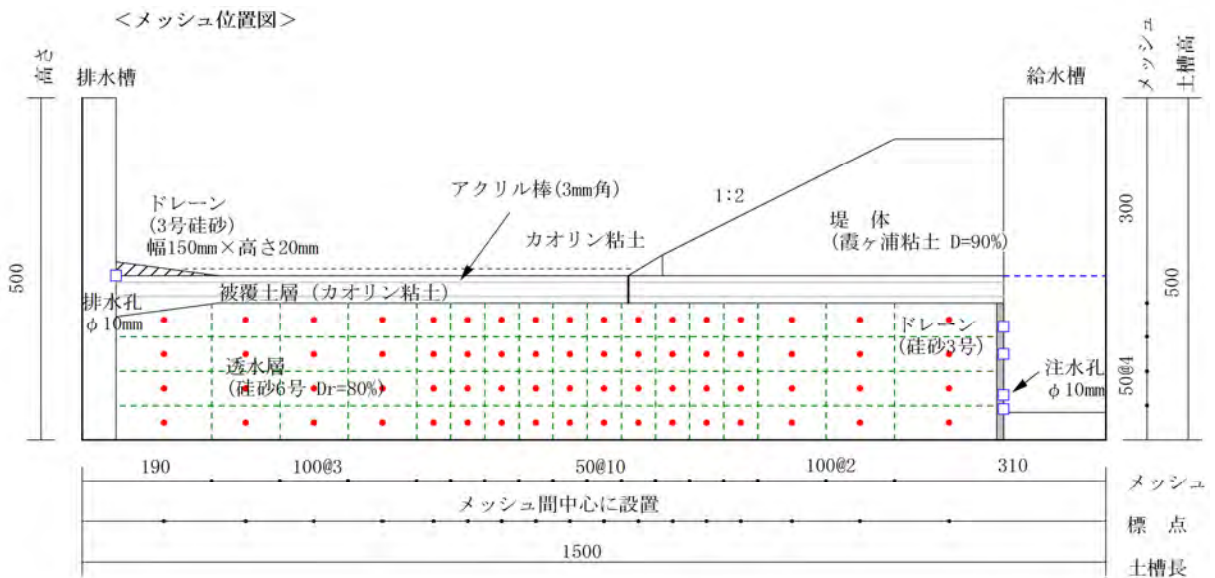 <メッシュ位置図>
高さ
排水槽
給水槽
メッシュ
土槽高
ドレーン
(3号硅砂)
幅150mm×高さ20mm
アクリル棒(3mm角)
カオリン粘土
1:2
堤 体
(霞ヶ浦粘土 D=90%)
300
500
500
被覆土層 (カオリン粘土)
排水孔
φ10mm
ドレーン
(硅砂3号)
透水層
(硅砂6号 Dr=80%)
注水孔
φ10mm
50@4
190
100@3
50@10
100@2
310
メッシュ
メッシュ間中心に設置
標 点
1500
土槽長